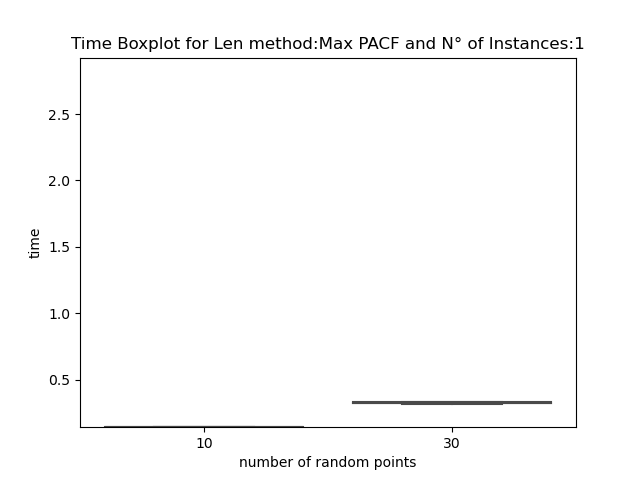 Time Boxplot for Len method:Max PACF and N° of Instances:1
2.5
2.0
1.5
1.0
0.5
time
10 30
number of random points